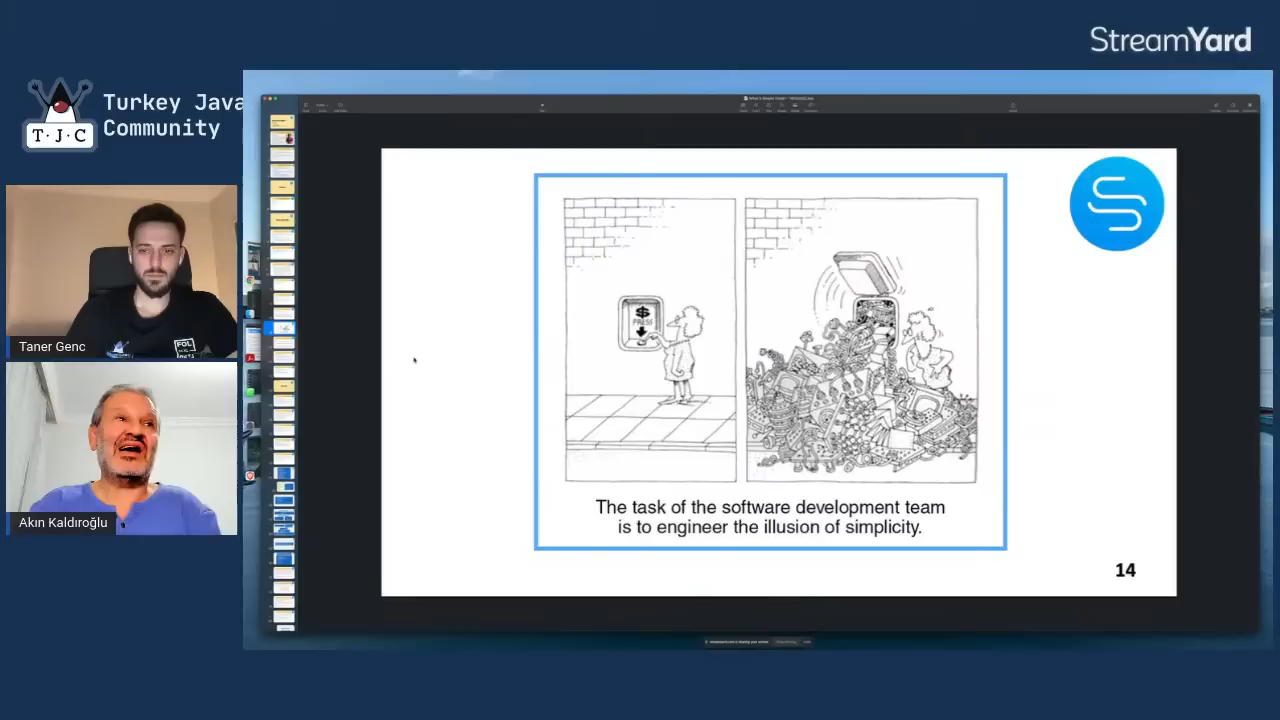 StreamYard
Turkey Java
Community
T·J·C
Taner Genc
Akın Kaldıroğlu
$
PRESS
The task of the software development team
is to engineer the illusion of simplicity.
14